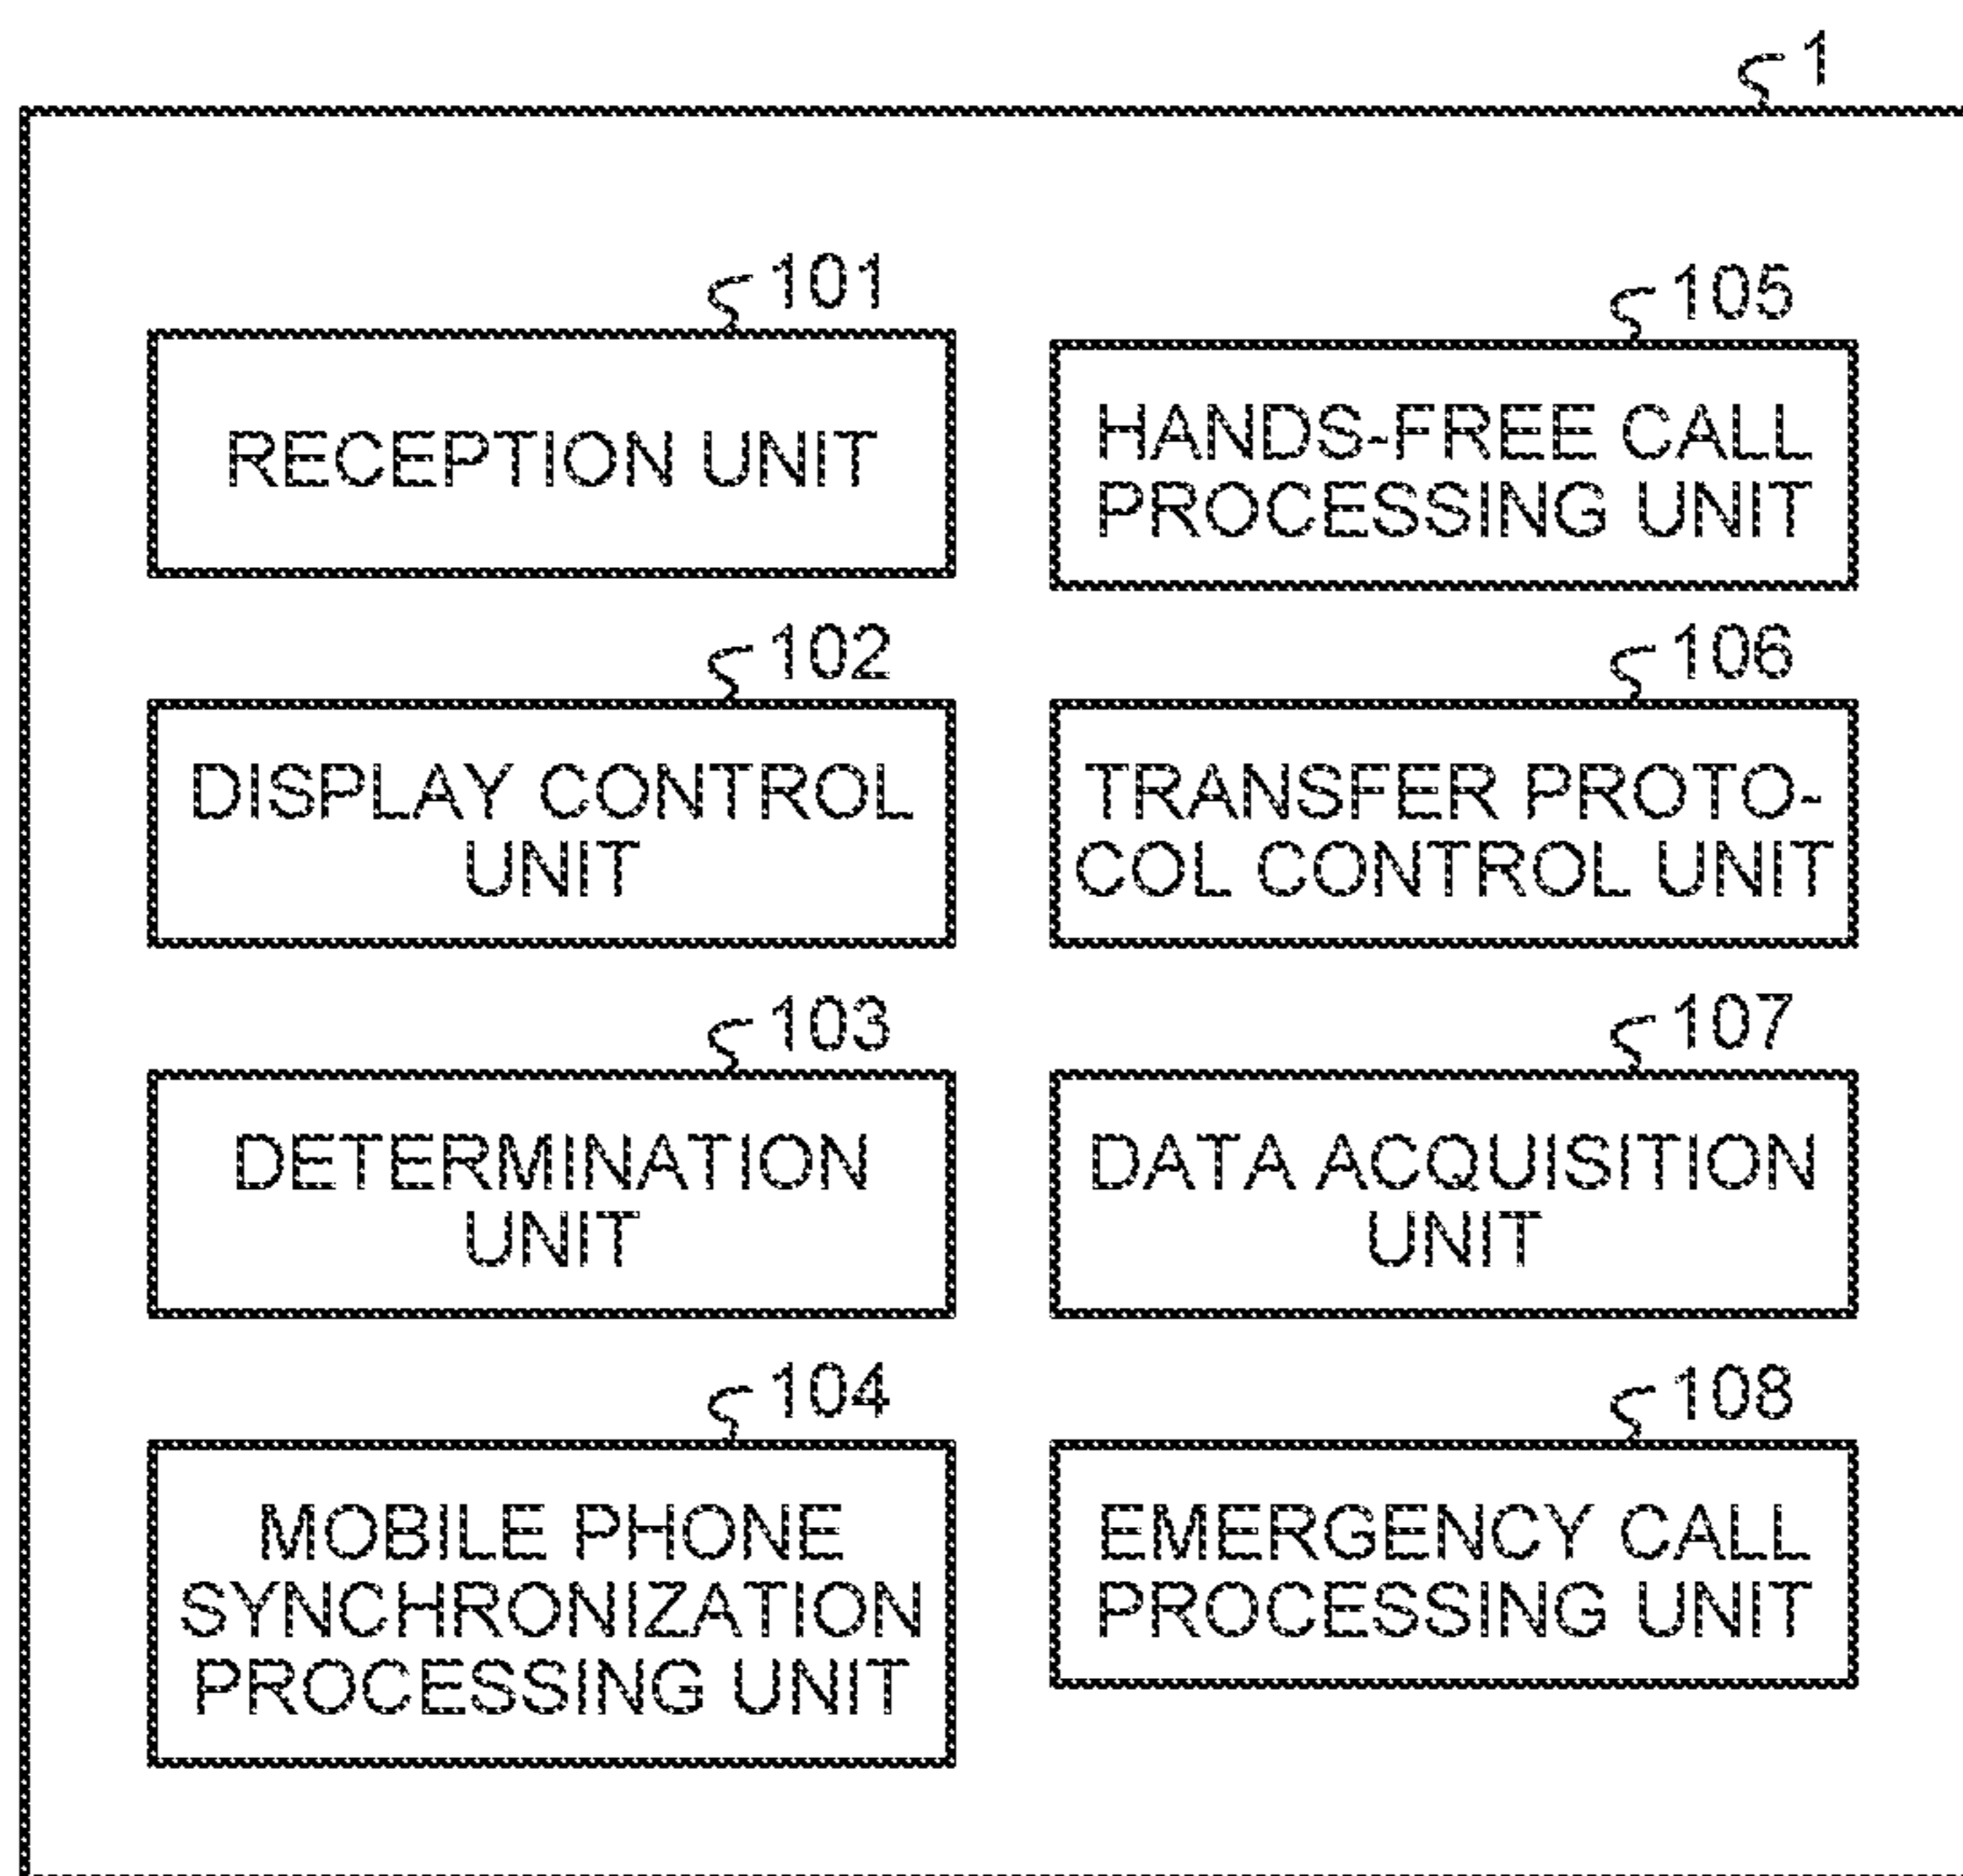 1
101
RECEPTION UNIT
102
DISPLAY CONTROL
UNIT
103
DETERMINATION
UNIT
104
MOBILE PHONE
SYNCHRONIZATION
PROCESSING UNIT
105
HANDS-FREE CALL
PROCESSING UNIT
106
TRANSFER PROTO-
COL CONTROL UNIT
107
DATA ACQUISITION
UNIT
108
EMERGENCY CALL
PROCESSING UNIT